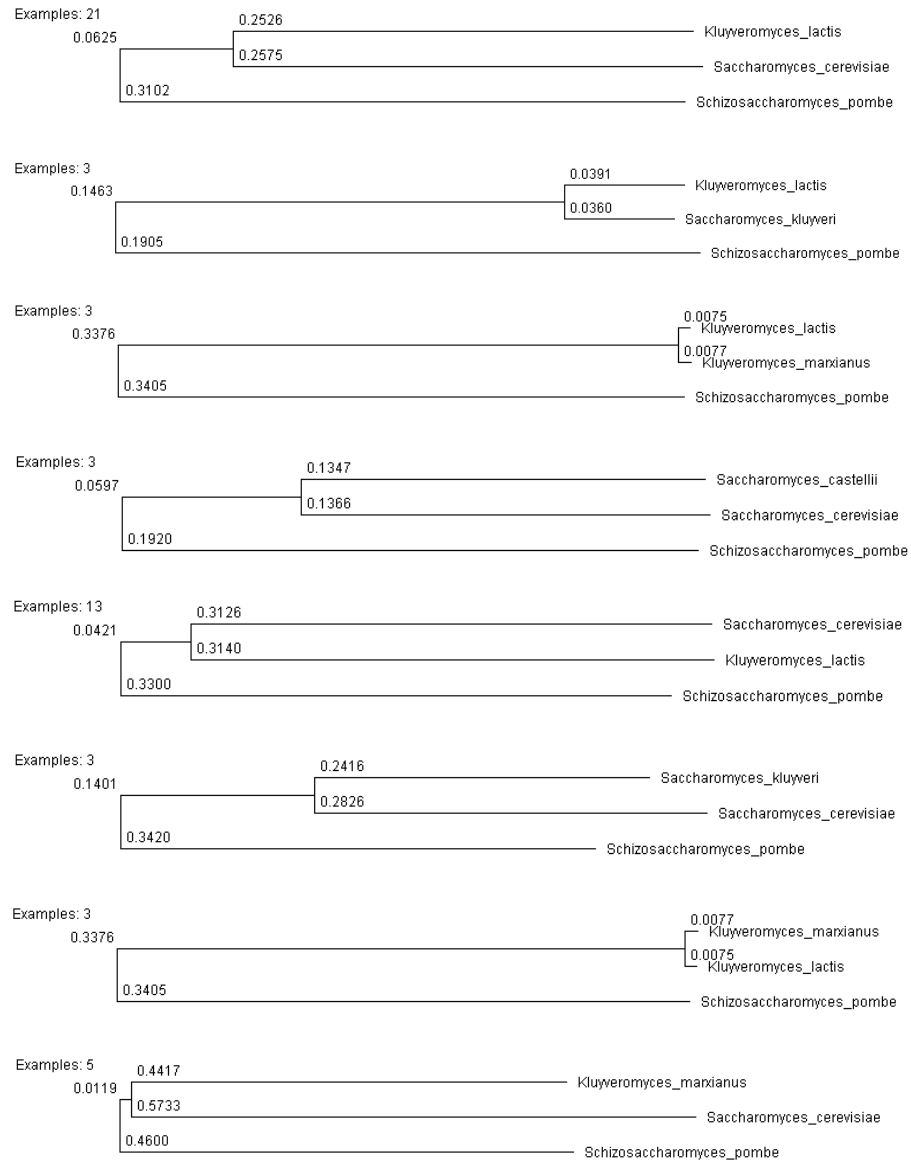 Examples: 21
0.0625
0.2526
Kluyveromyces_lactis
0.2575
Saccharomyces_cerevisiae
0.3102
Schizosaccharomyces_pombe
Examples: 3
0.1463
0.0391
Kluyveromyces_lactis
0.0360
Saccharomyces_kluyveri
0.1905
Schizosaccharomyces_pombe
Examples: 3
0.3376
0.0075
Kluyveromyces_lactis
0.0077
Kluyveromyces_marxianus
0.3405
Schizosaccharomyces_pombe
Examples: 3
0.0597
0.1347
Saccharomyces_castellii
0.1366
Saccharomyces_cerevisiae
0.1920
Schizosaccharomyces_pombe
Examples: 13
0.0421
0.3126
Saccharomyces_cerevisiae
0.3140
Kluyveromyces_lactis
0.3300
Schizosaccharomyces_pombe
Examples: 3
0.1401
0.2416
Saccharomyces_kluyveri
0.2826
Saccharomyces_cerevisiae
0.3420
Schizosaccharomyces_pombe
Examples: 3
0.3376
0.0077
Kluyveromyces_marxianus
0.0075
Kluyveromyces_lactis
0.3405
Schizosaccharomyces_pombe
Examples: 5
0.0119
0.4417
Kluyveromyces_marxianus
0.5733
Saccharomyces_cerevisiae
0.4600
Schizosaccharomyces_pombe